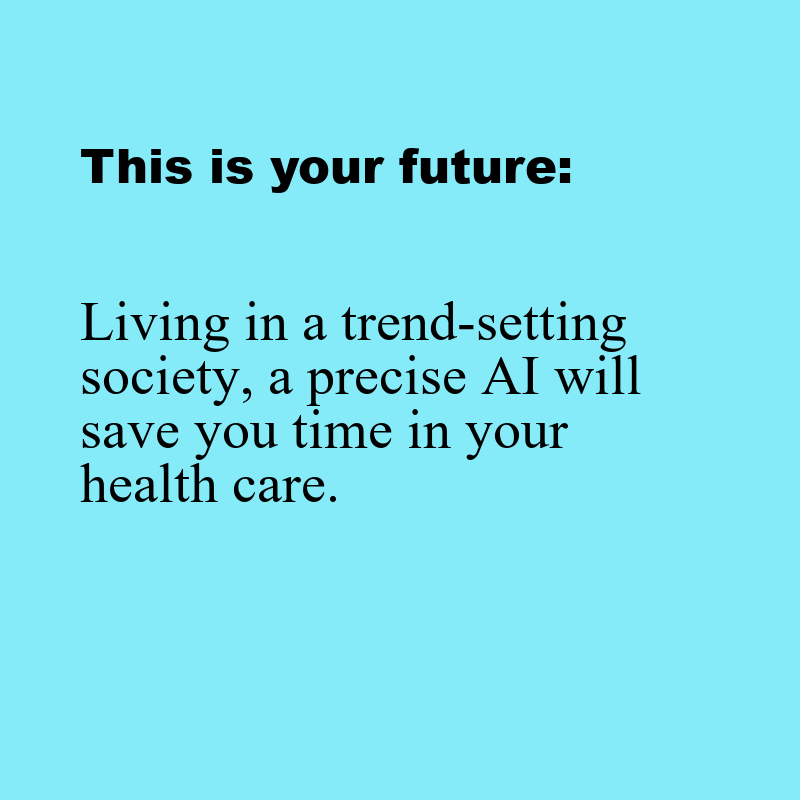 This is your future:
Living in a trend-setting
society, a precise AI will
save you time in your
health care.